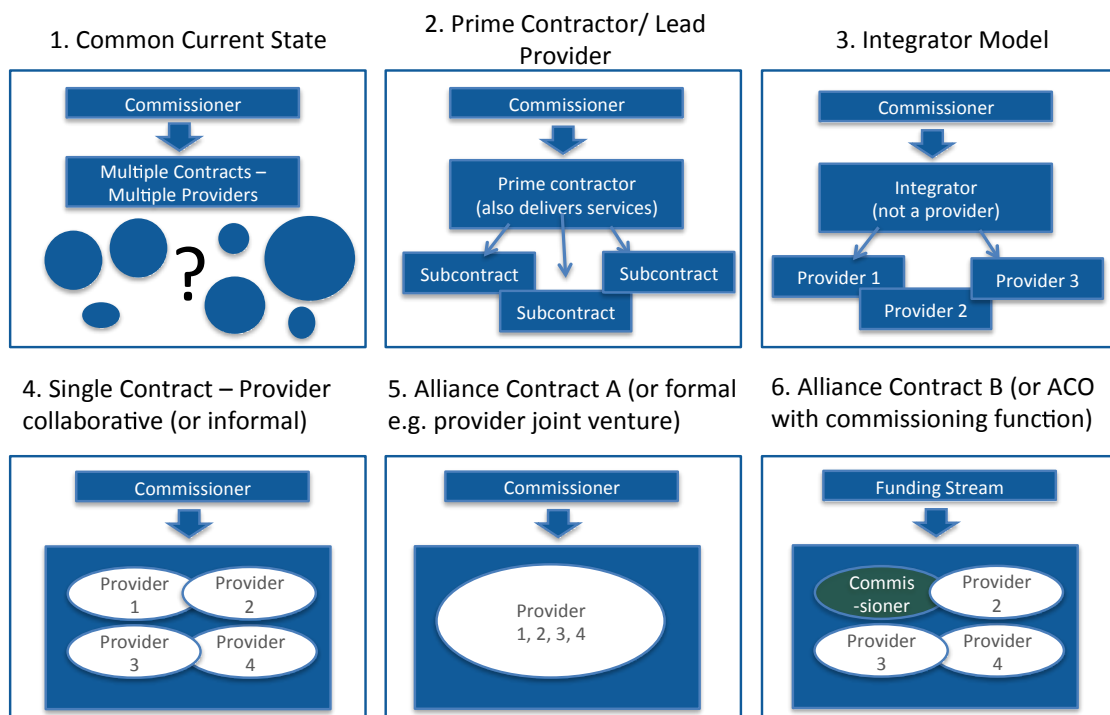 1. Common Current State
Commissioner
Multiple Contracts –
Multiple Providers
?
2. Prime Contractor/ Lead
Provider
Commissioner
Prime contractor
(also delivers services)
Subcontract
Subcontract
Subcontract
3. Integrator Model
Commissioner
Integrator
(not a provider)
Provider 1
Provider 3
Provider 2
4. Single Contract – Provider
collaborative (or informal)
Commissioner
Provider
1
Provider
2
Provider
3
Provider
4
5. Alliance Contract A (or formal
e.g. provider joint venture)
Commissioner
Provider
1, 2, 3, 4
6. Alliance Contract B (or ACO
with commissioning function)
Funding Stream
Commis
-sioner
Provider
2
Provider
3
Provider
4